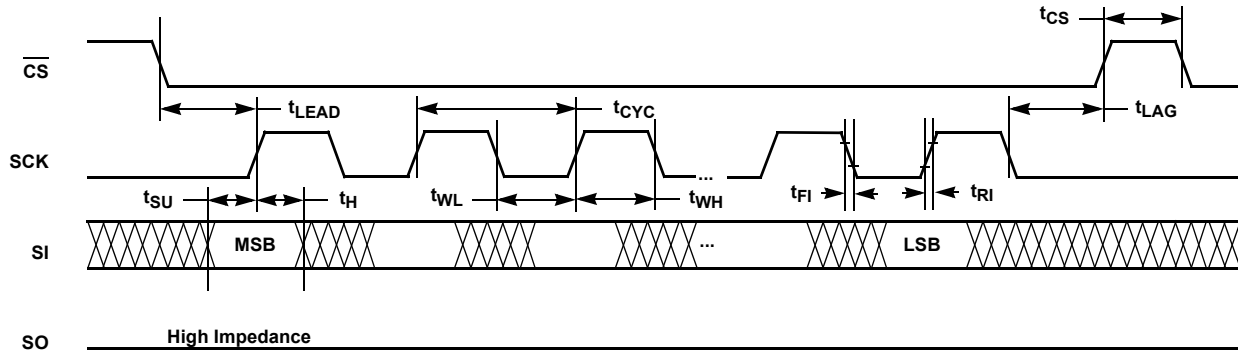 tCS
CS
tLEAD
tCYC
tLAG
SCK
...
tSU
tH
tWL
tWH
tFI
tRI
SI
MSB
...
LSB
SO
High Impedance